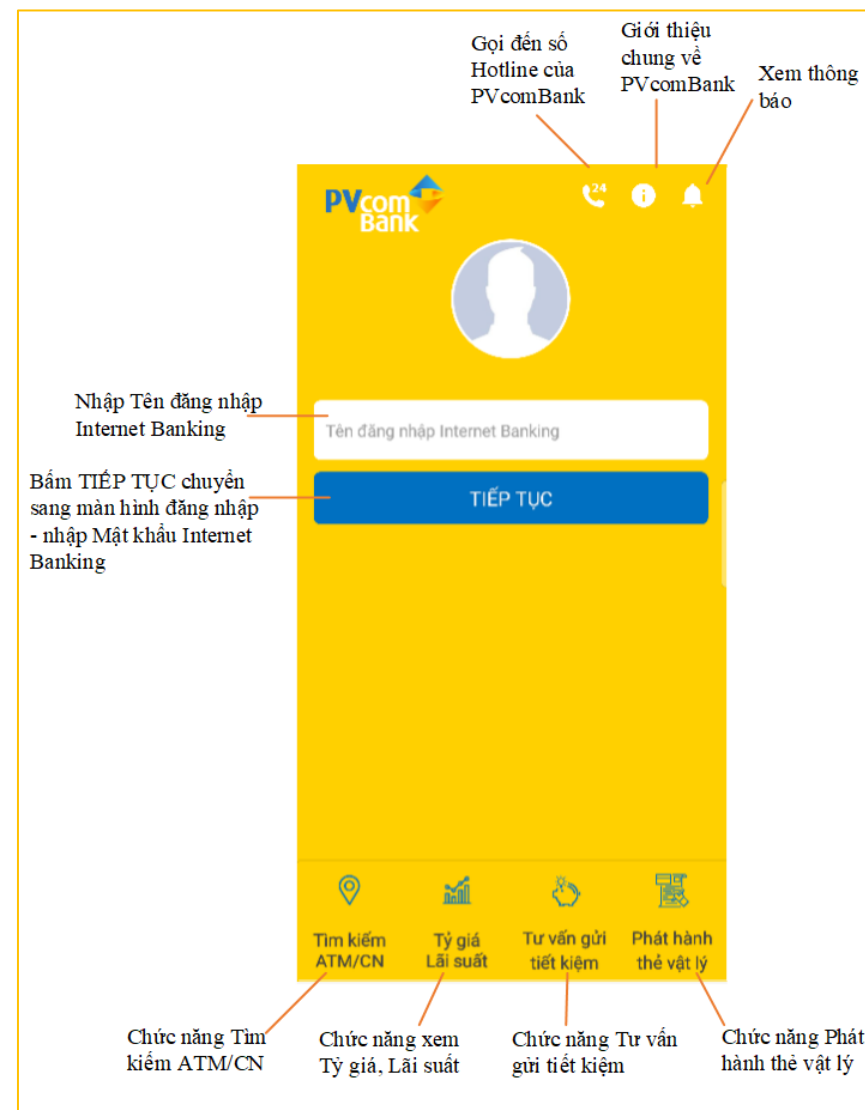 Gọi đến số
Hotline của
PVcomBank
Giới thiệu
chung về
PVcomBank
Xem thông
báo
PVcom
Bank
24
i
Nhập Tên đăng nhập
Internet Banking
Tên đăng nhập Internet Banking
Bấm TIẾP TỤC chuyển
sang màn hình đăng nhập
- nhập Mật khẩu Internet
Banking
TIẾP TỤC
Tìm kiếm
ATM/CN
Tỷ giá
Lãi suất
Tư vấn gửi
tiết kiệm
Phát hành
thẻ vật lý
Chức năng Tìm
kiếm ATM/CN
Chức năng xem
Tỷ giá, Lãi suất
Chức năng Tư vấn
gửi tiết kiệm
Chức năng Phát
hành thẻ vật lý